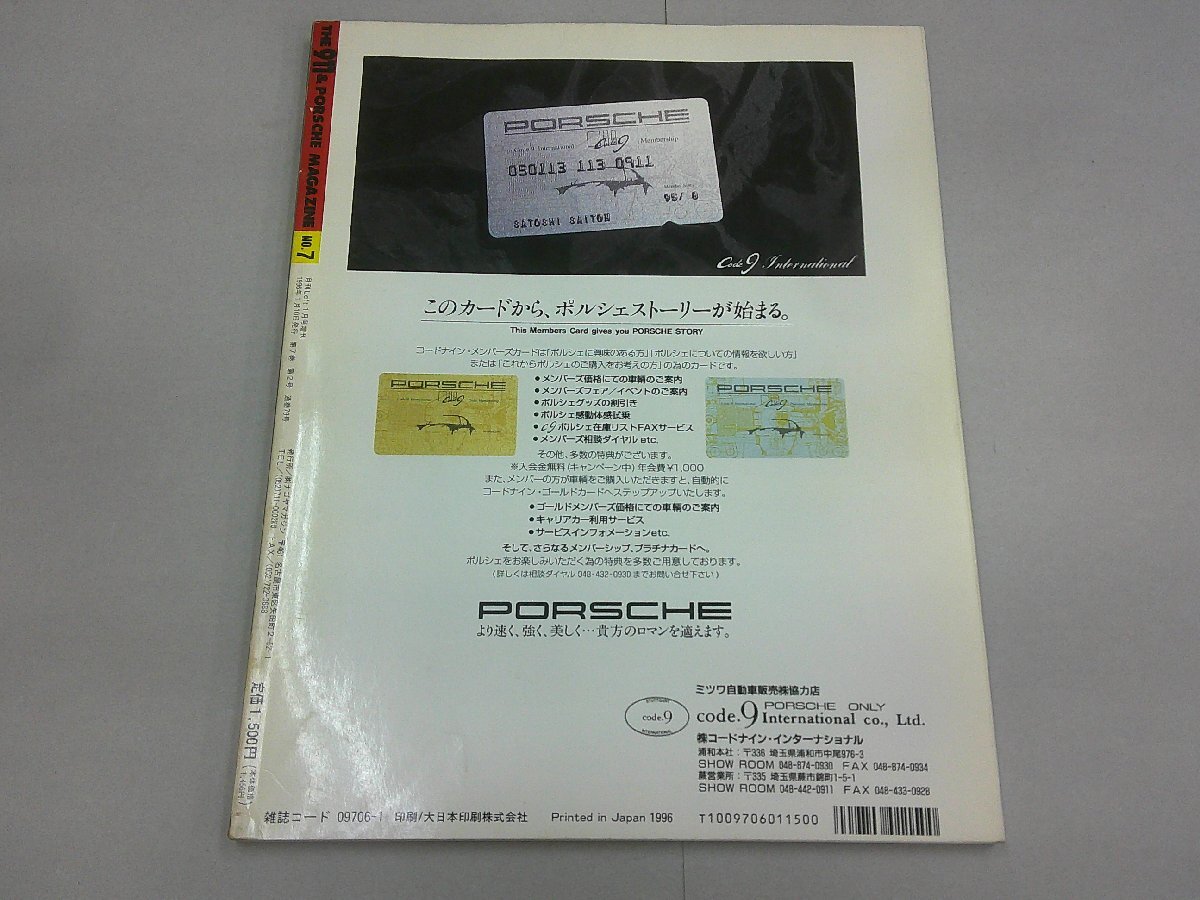 THE 911 & PORSCHE MAGAZINE NO.7
定価1,500円
PORSCHE
Code 9 International Membership
050113 113 0911
SATOSHI SAITOH
Code 9 International
このカードから、ポルシェストーリーが始まる。
This Members Card gives you PORSCHE STORY
コードナイン・メンバーズカードは「ポルシェに興味のある方」「ポルシェについての情報を欲しい方」
または「これからポルシェのご購入をお考えの方」の為のカードです。
PORSCHE
PORSCHE
●メンバーズ価格にての車輌のご案内
●メンバーズフェア/イベントのご案内
●ポルシェグッズの割引き
●ポルシェ感動体感試乗
●c9ポルシェ在庫リストFAXサービス
●メンバーズ相談ダイヤル etc.
その他、多数の特典がございます。
※入会金無料(キャンペーン中)年会費¥1,000
また、メンバーの方が車輌をご購入いただきますと、自動的に
コードナイン・ゴールドカードへステップアップいたします。
●ゴールドメンバーズ価格にての車輌のご案内
●キャリアカー利用サービス
●サービスインフォメーションetc.
そして、さらなるメンバーシップ、プラチナカードへ。
ポルシェをお楽しみいただく為の特典を多数ご用意しております。
(詳しくは相談ダイヤル 048-432-0930までお問い合せ下さい)
PORSCHE
より速く、強く、美しく…貴方のロマンを適えます。
ミツワ自動車販売株協力店
code.9
INTERNATIONAL
code.9 PORSCHE ONLY International co., Ltd.
株コードナイン・インターナショナル
浦和本社:〒336 埼玉県浦和市中尾976-3
SHOW ROOM 048-874-0930 FAX 048-874-0934
蕨営業所:〒335 埼玉県蕨市錦町1-5-1
SHOW ROOM 048-442-0911 FAX 048-433-0928
雑誌コード 09706-1 印刷/大日本印刷株式会社 Printed in Japan 1996 T1009706011500